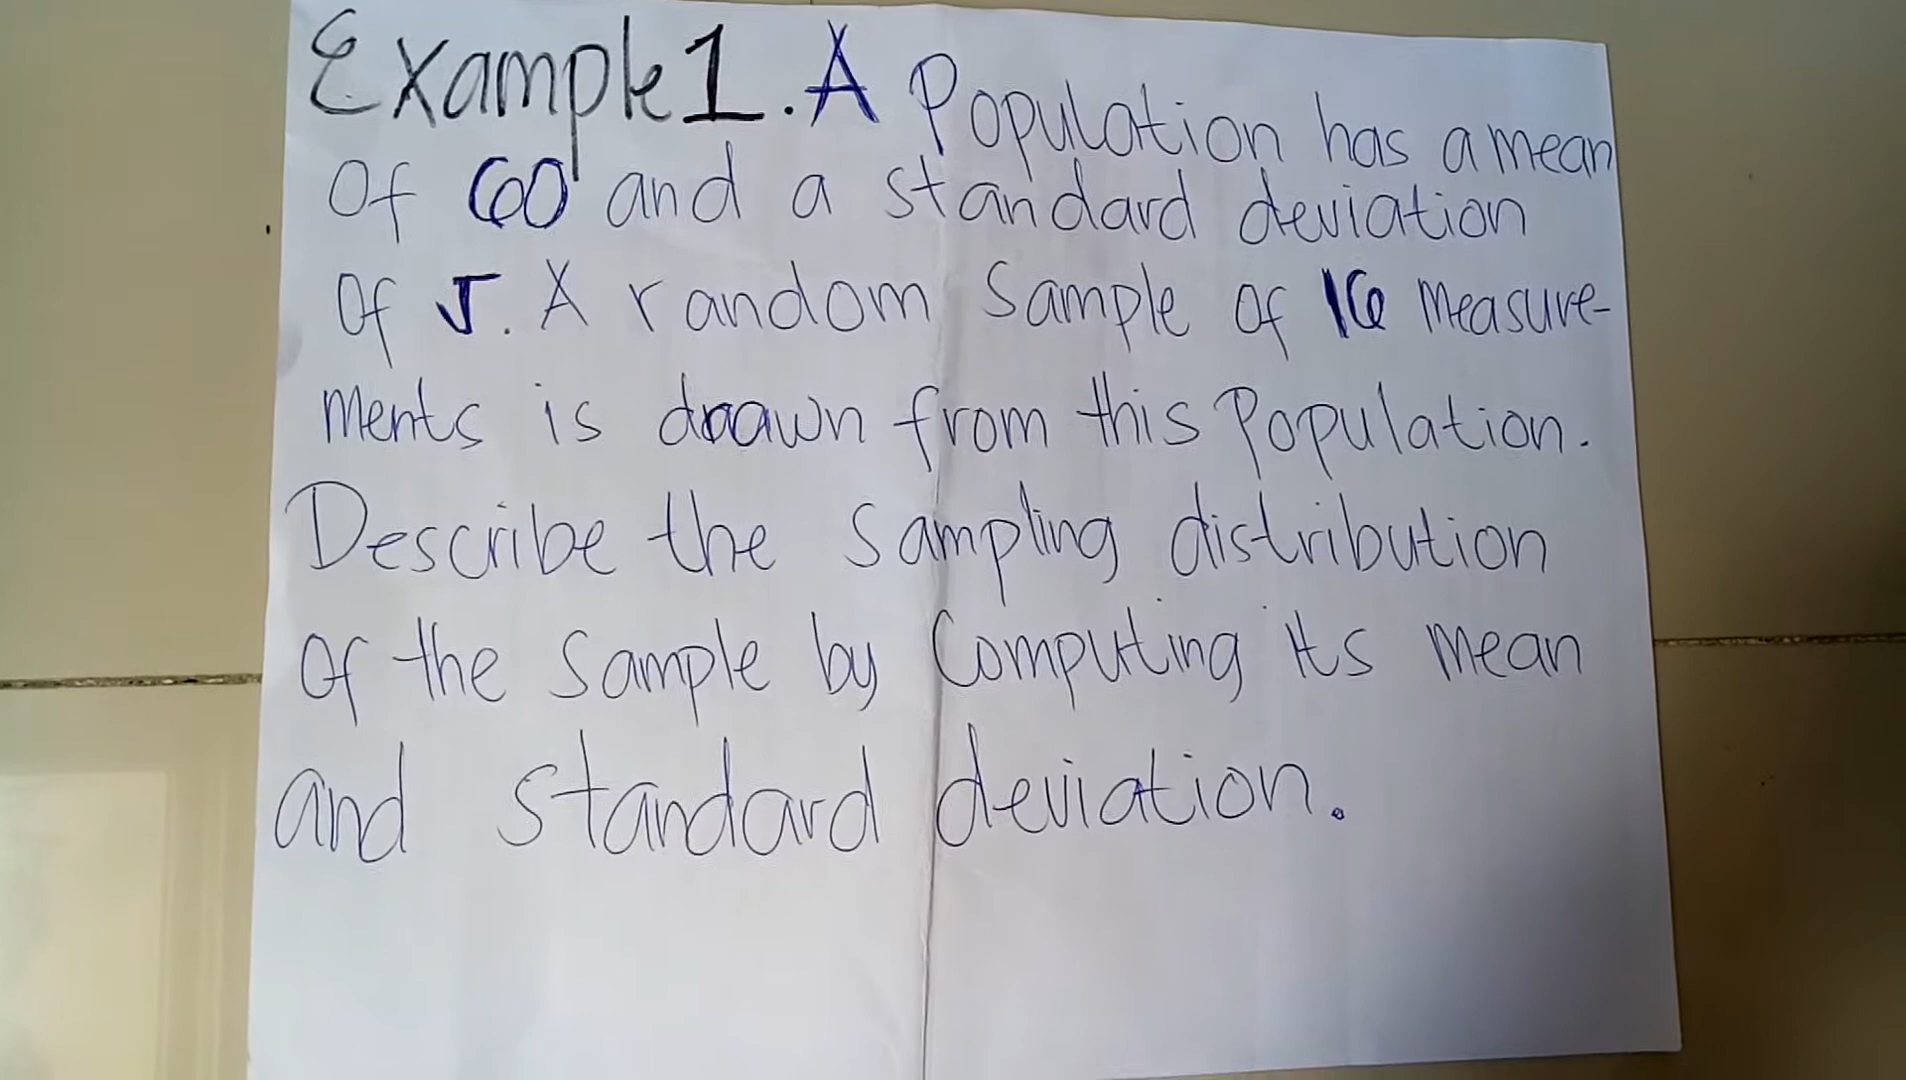 Example 1. A Population has a mean
Of 60 and a standard deviation
Of 5. A random Sample of 16 measure-
ments is drawn from this Population.
Describe the sampling distribution
Of the Sample by Computing its mean
and standard deviation.